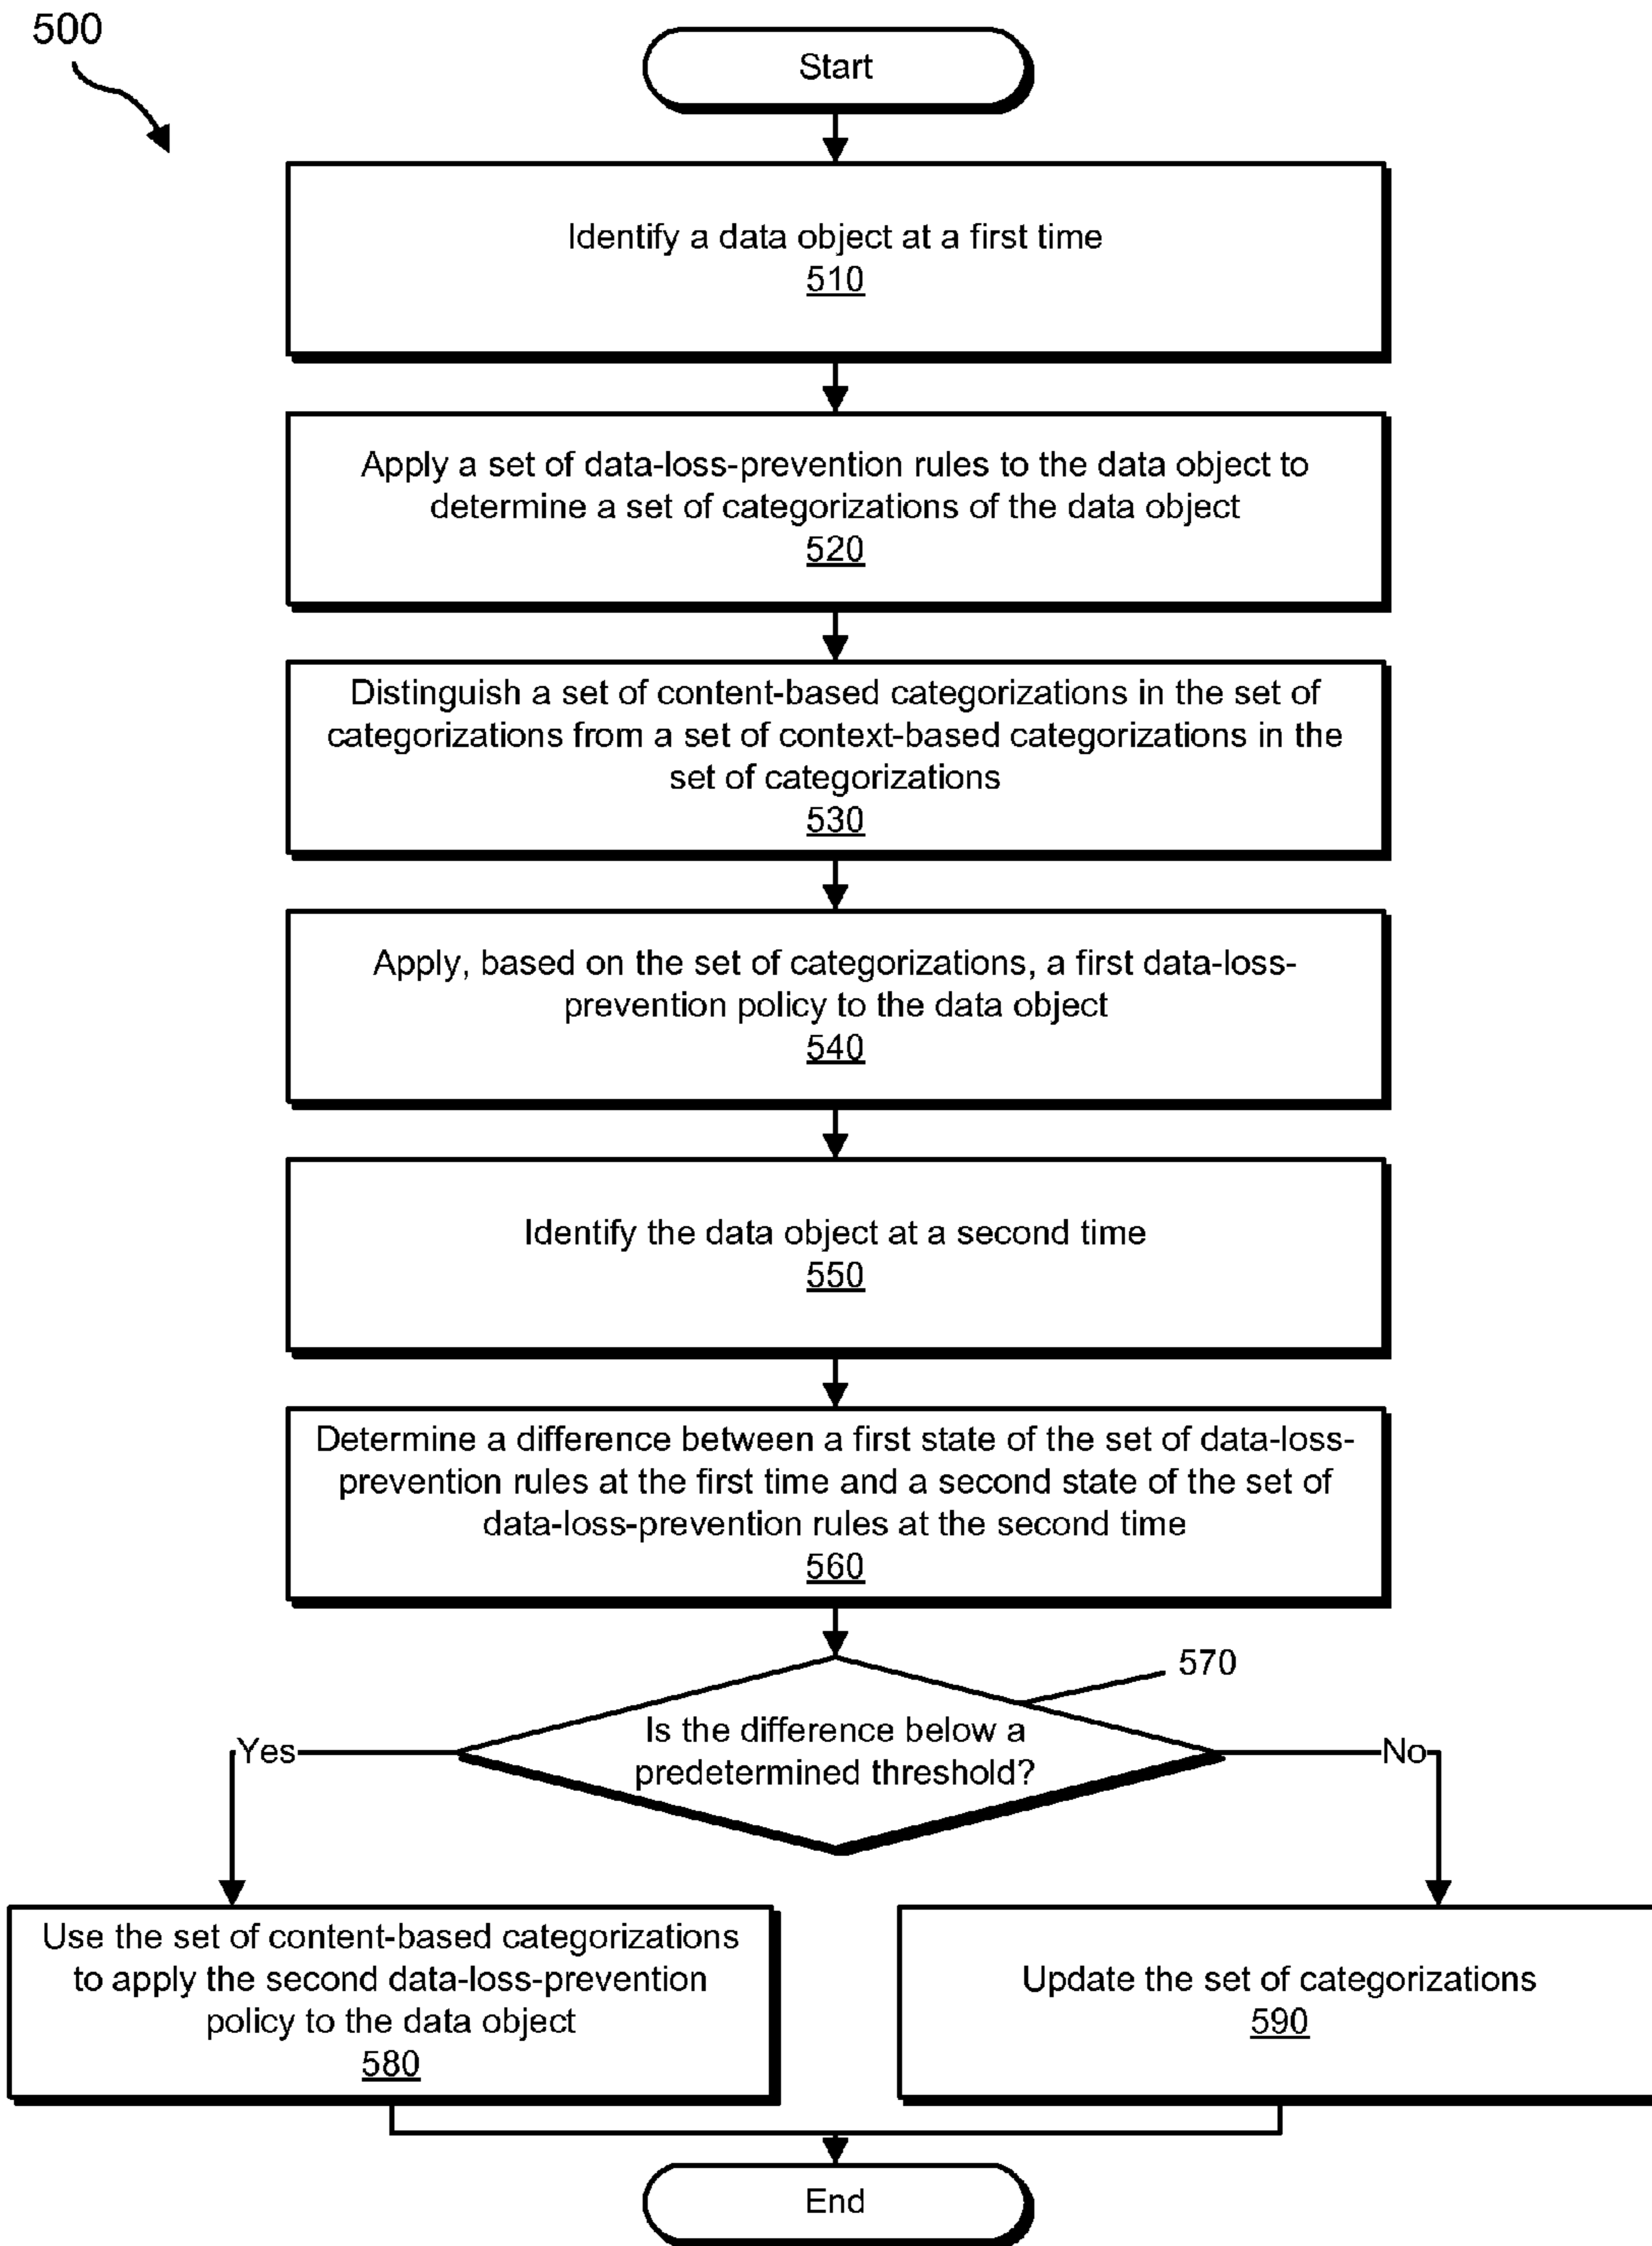 500
Start
Identify a data object at a first time
510
Apply a set of data-loss-prevention rules to the data object to
determine a set of categorizations of the data object
520
Distinguish a set of content-based categorizations in the set of
categorizations from a set of context-based categorizations in the
set of categorizations
530
Apply, based on the set of categorizations, a first data-loss-
prevention policy to the data object
540
Identify the data object at a second time
550
Determine a difference between a first state of the set of data-loss-
prevention rules at the first time and a second state of the set of
data-loss-prevention rules at the second time
560
570
Is the difference below a
predetermined threshold?
Yes
No
Use the set of content-based categorizations
to apply the second data-loss-prevention
policy to the data object
580
Update the set of categorizations
590
End